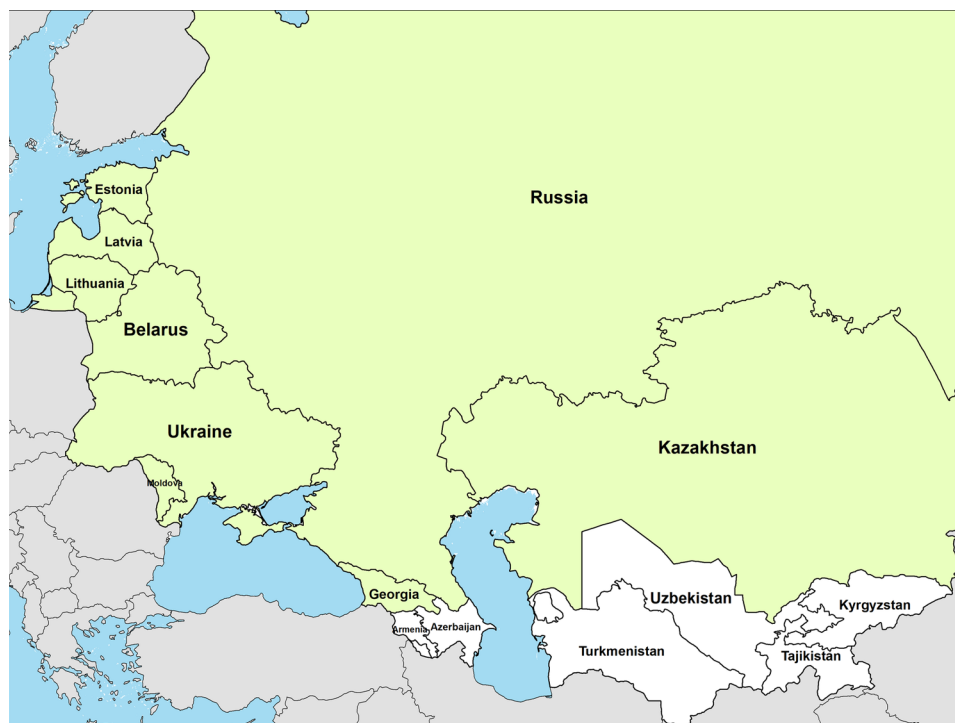 Estonia
Russia
Latvia
Lithuania
Belarus
Ukraine
Kazakhstan
Moldova
Georgia
Uzbekistan
Kyrgyzstan
Armenia
Azerbaijan
Turkmenistan
Tajikistan